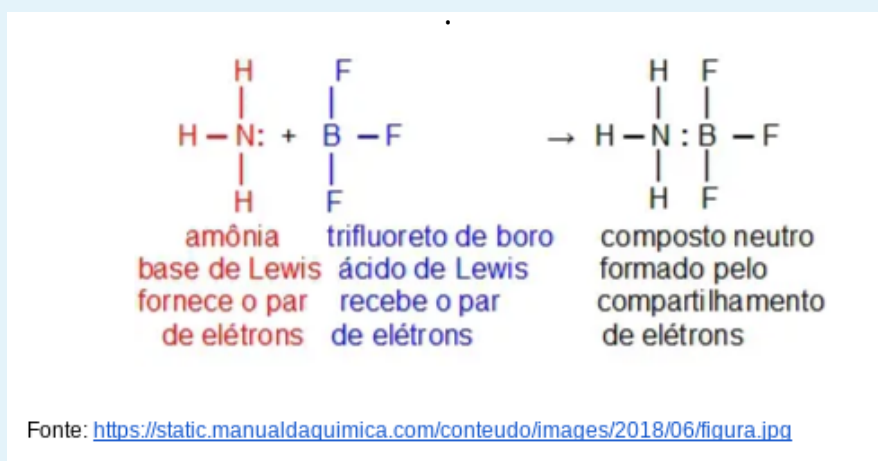 .
H F H F
H – N: + B – F → H – N : B – F
H F H F
amônia trifluoreto de boro composto neutro
base de Lewis ácido de Lewis formado pelo
fornece o par recebe o par compartilhamento
de elétrons de elétrons de elétrons
Fonte: https://static.manualdaquimica.com/conteudo/images/2018/06/figura.jpg